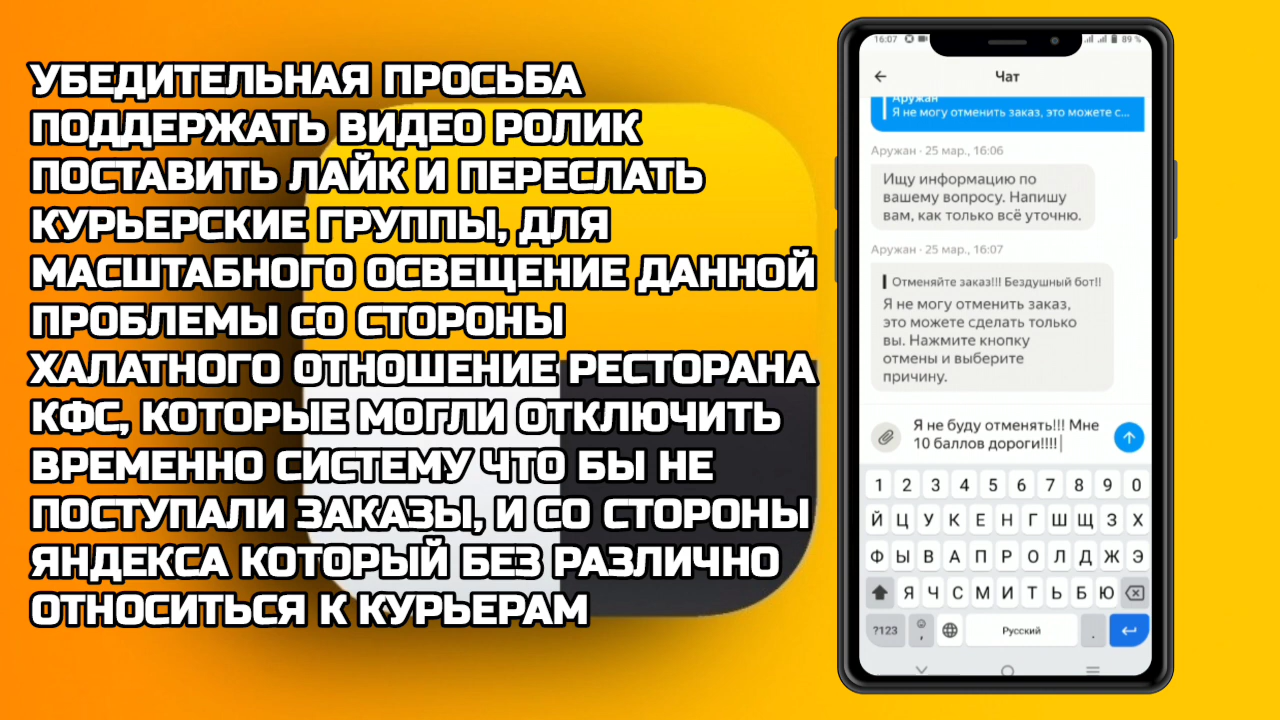 УБЕДИТЕЛЬНАЯ ПРОСЬБА
ПОДДЕРЖАТЬ ВИДЕО РОЛИК
ПОСТАВИТЬ ЛАЙК И ПЕРЕСЛАТЬ
КУРЬЕРСКИЕ ГРУППЫ, ДЛЯ
МАСШТАБНОГО ОСВЕЩЕНИЕ ДАННОЙ
ПРОБЛЕМЫ СО СТОРОНЫ
ХАЛАТНОГО ОТНОШЕНИЕ РЕСТОРАНА
КФС, КОТОРЫЕ МОГЛИ ОТКЛЮЧИТЬ
ВРЕМЕННО СИСТЕМУ ЧТО БЫ НЕ
ПОСТУПАЛИ ЗАКАЗЫ, И СО СТОРОНЫ
ЯНДЕКСА КОТОРЫЙ БЕЗ РАЗЛИЧНО
ОТНОСИТЬСЯ К КУРЬЕРАМ
16:07
89 %
Чат
Аружан
Я не могу отменить заказ, это можете с...
Аружан · 25 мар., 16:06
Ищу информацию по
вашему вопросу. Напишу
вам, как только всё уточню.
Аружан · 25 мар., 16:07
Отменяйте заказ!!! Бездушный бот!!
Я не могу отменить заказ,
это можете сделать только
вы. Нажмите кнопку
отмены и выберите
причину.
Я не буду отменять!!! Мне
10 баллов дороги!!!!
1 2 3 4 5 6 7 8 9 0
Й Ц У К Е Н Г Ш Щ З Х
Ф Ы В А П Р О Л Д Ж Э
Я Ч С М И Т Ь Б Ю
?123 , Русский .